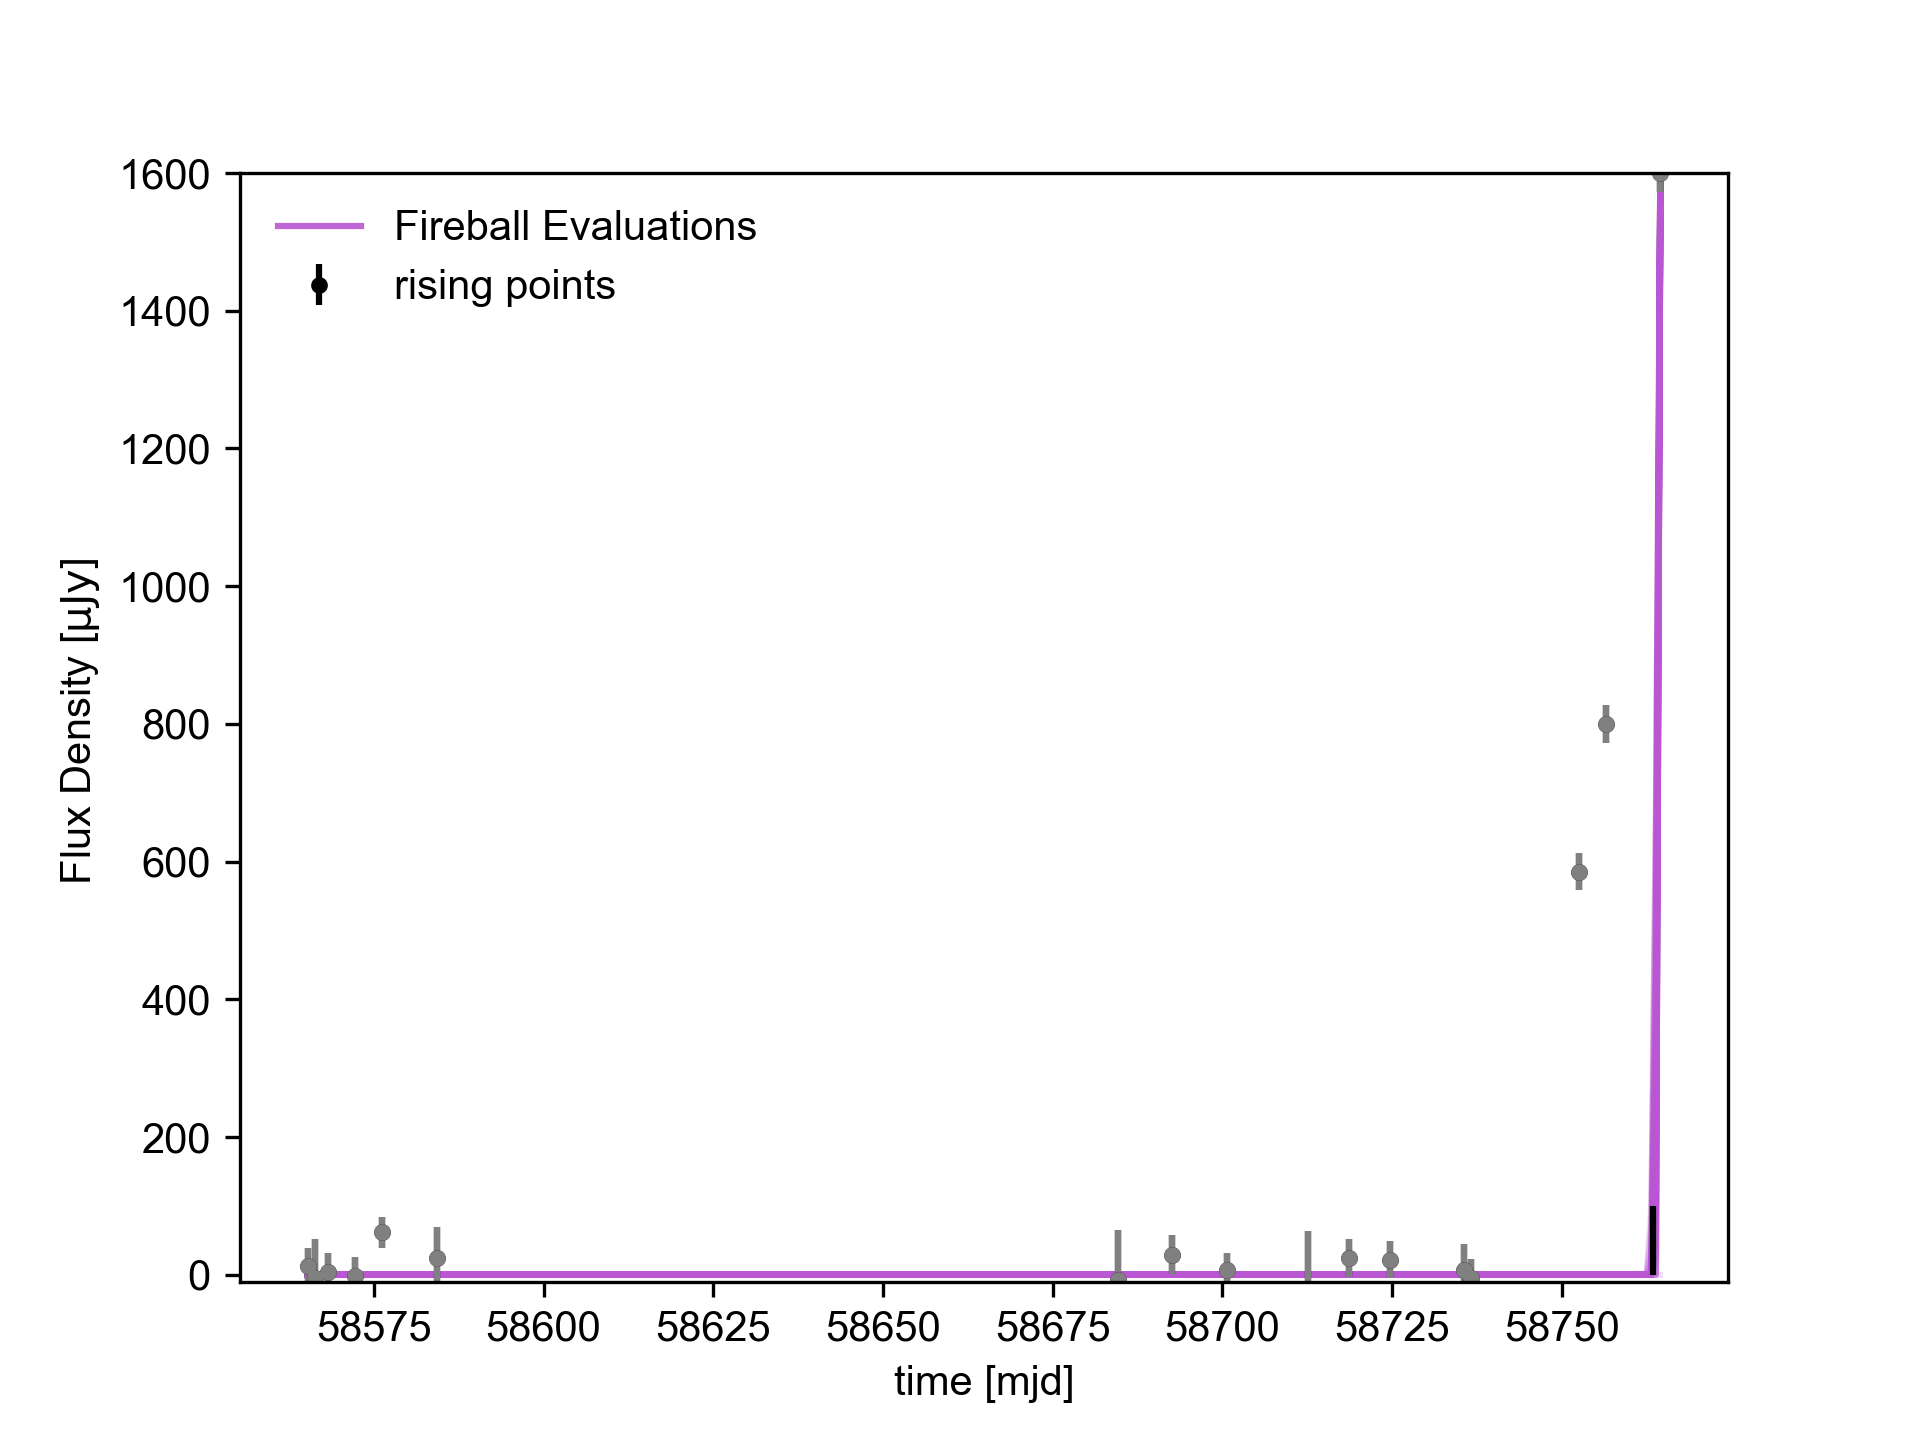 1600
1400
1200
1000
800
600
400
200
0
Flux Density [µJy]
Fireball Evaluations
rising points
58575 58600 58625 58650 58675 58700 58725 58750
time [mjd]